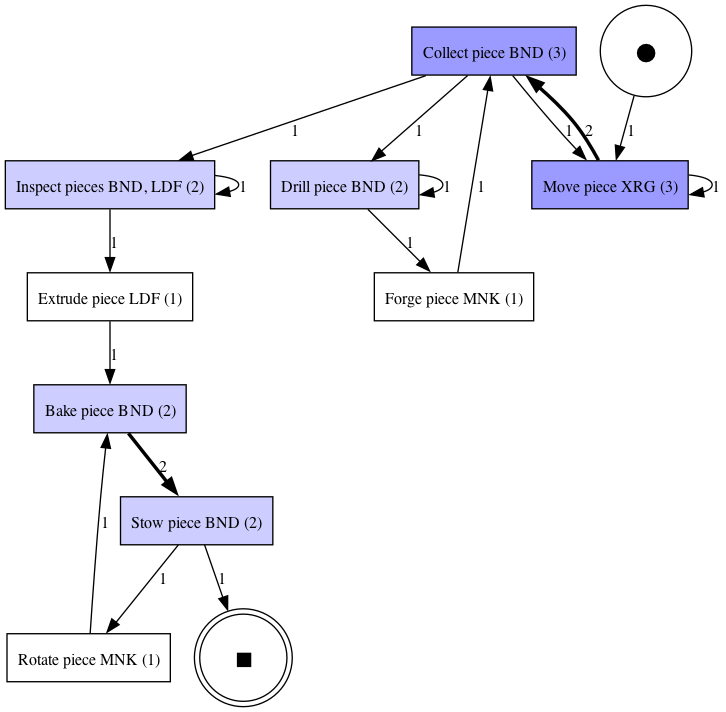 Collect piece BND (3)
1
1
1
2
1
Inspect pieces BND, LDF (2)
1
Drill piece BND (2)
1
1
Move piece XRG (3)
1
1
1
Extrude piece LDF (1)
Forge piece MNK (1)
1
Bake piece BND (2)
2
1
Stow piece BND (2)
1
1
Rotate piece MNK (1)